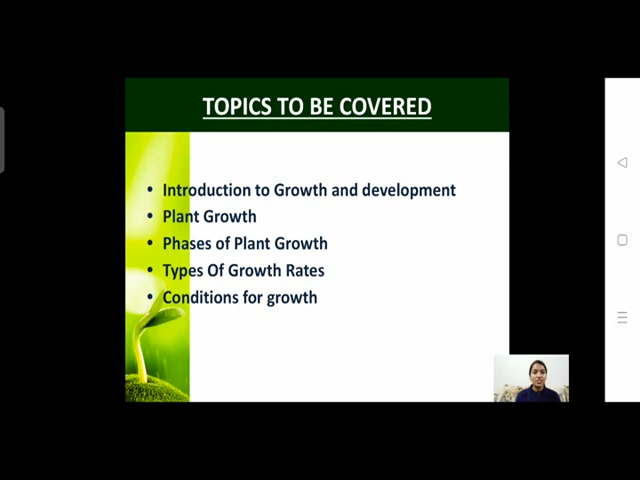 TOPICS TO BE COVERED
• Introduction to Growth and development
• Plant Growth
• Phases of Plant Growth
• Types Of Growth Rates
• Conditions for growth